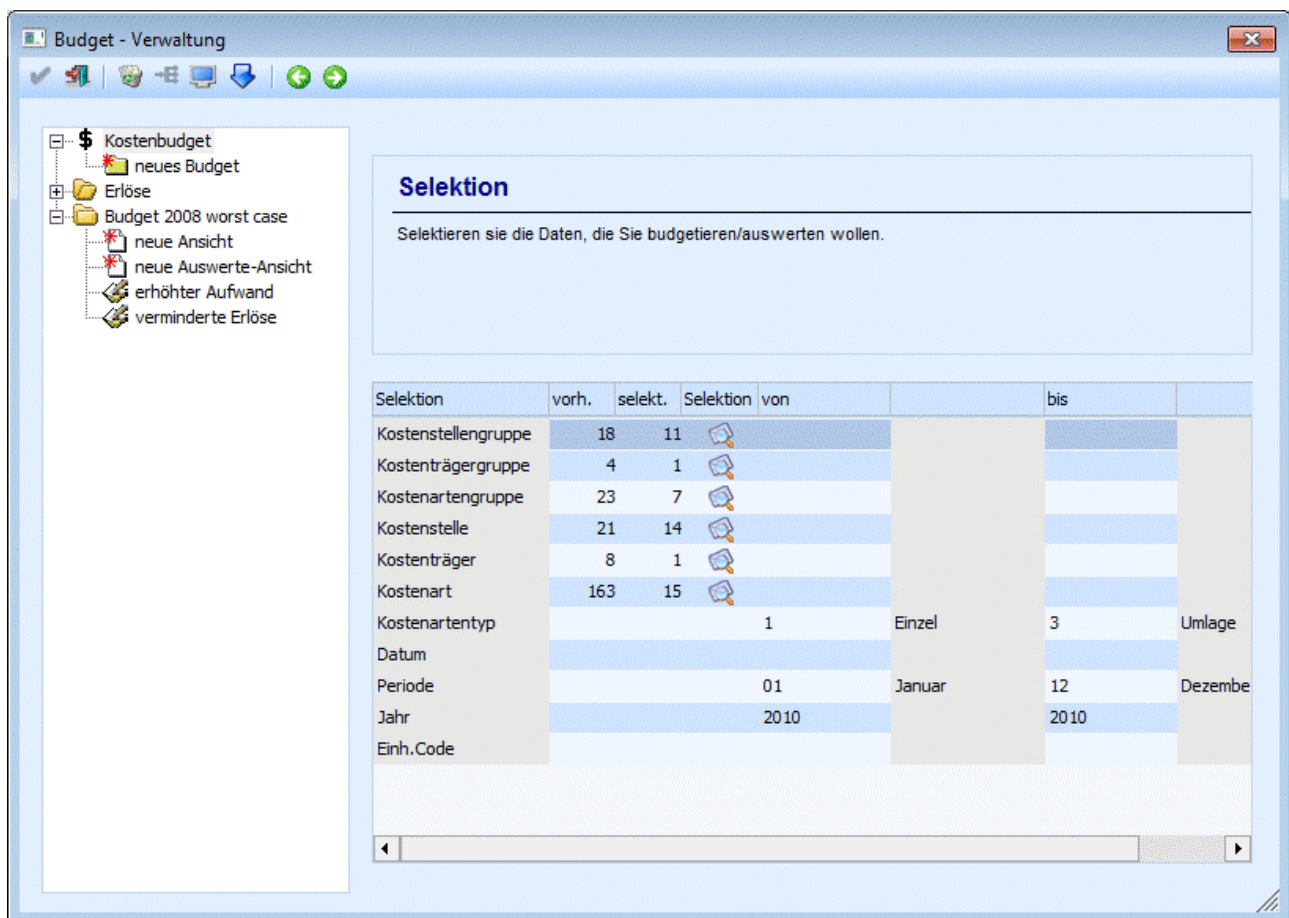 Budget - Verwaltung
Kostenbudget
neues Budget
Erlöse
Budget 2008 worst case
neue Ansicht
neue Auswerte-Ansicht
erhöhter Aufwand
verminderte Erlöse
Selektion
Selektieren sie die Daten, die Sie budgetieren/auswerten wollen.
Selektion vorh. selekt. Selektion von bis
Kostenstellengruppe 18 11
Kostenträgergruppe 4 1
Kostenartengruppe 23 7
Kostenstelle 21 14
Kostenträger 8 1
Kostenart 163 15
Kostenartentyp 1 Einzel 3 Umlage
Datum
Periode 01 Januar 12 Dezembe
Jahr 2010 2010
Einh.Code